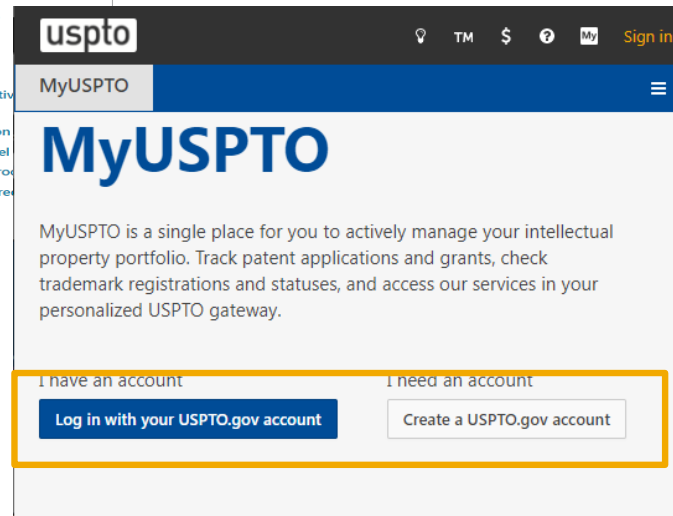 uspto
TM $ ? My Sign in
MyUSPTO
MyUSPTO
MyUSPTO is a single place for you to actively manage your intellectual
property portfolio. Track patent applications and grants, check
trademark registrations and statuses, and access our services in your
personalized USPTO gateway.
I have an account
I need an account
Log in with your USPTO.gov account
Create a USPTO.gov account